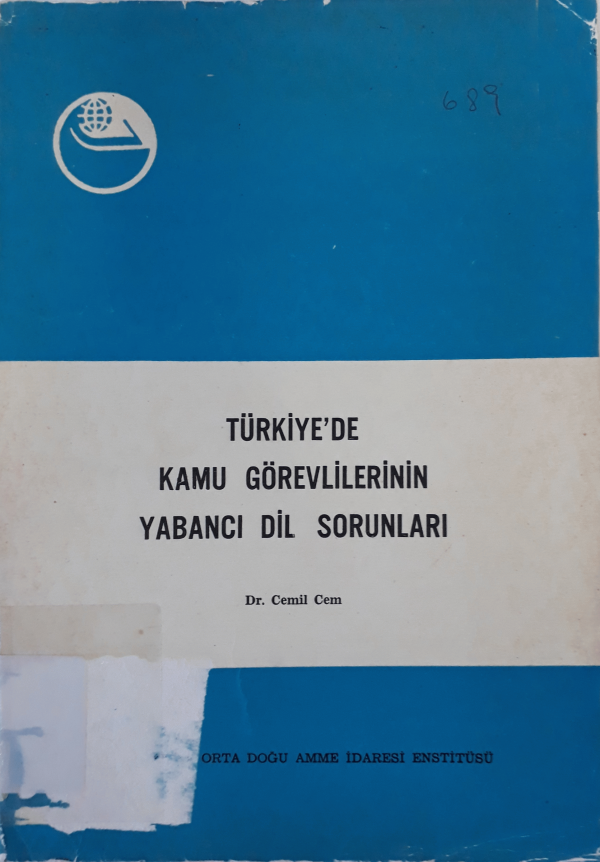 689
TÜRKİYE'DE
KAMU GÖREVLİLERİNİN
YABANCI DİL SORUNLARI
Dr. Cemil Cem
ORTA DOĞU AMME İDARESİ ENSTİTÜSÜ